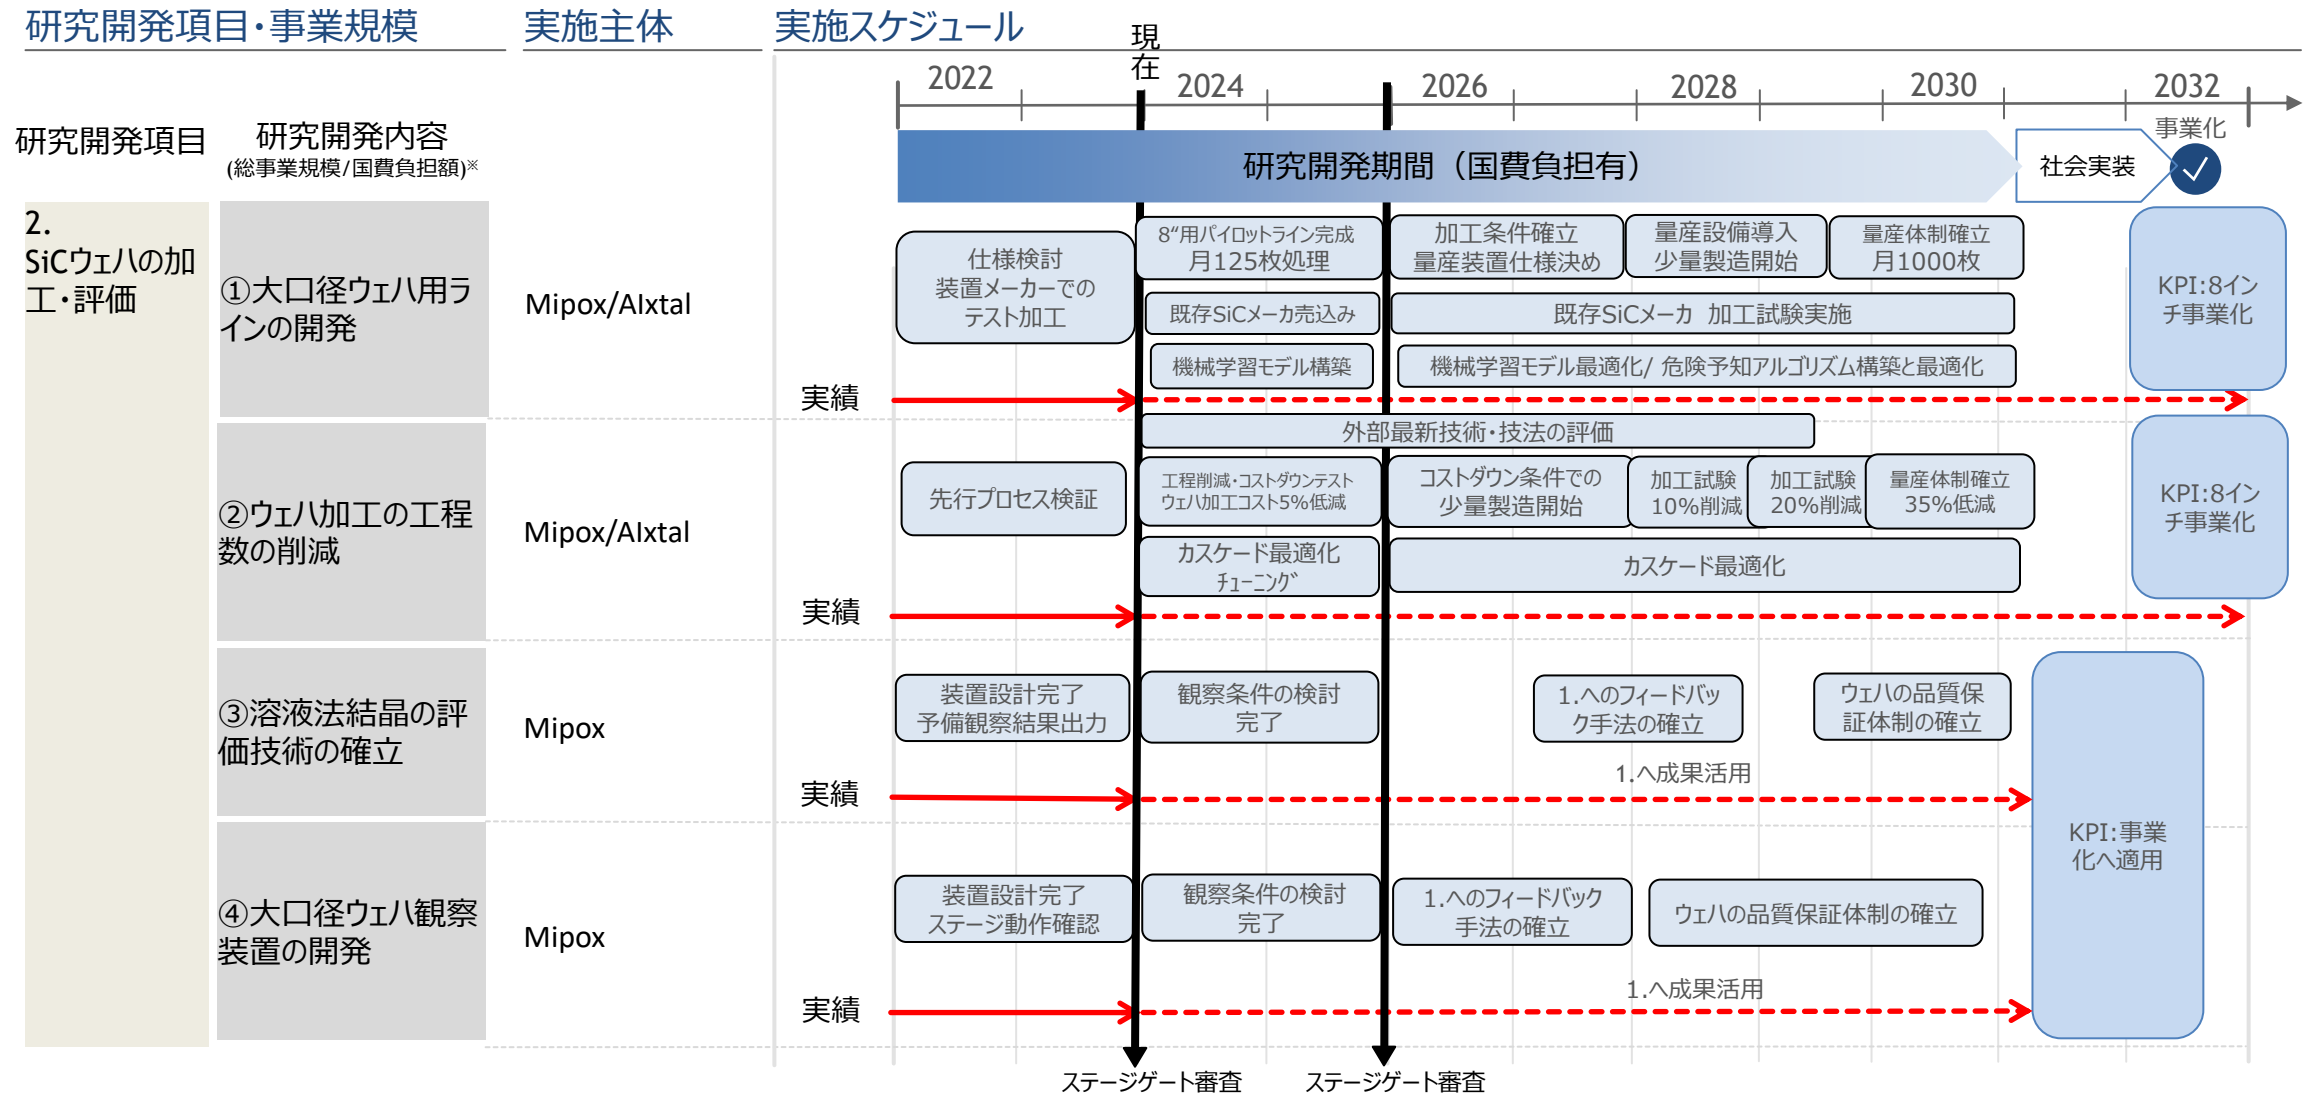 研究開発項目・事業規模
実施主体
実施スケジュール
現
在
2022
2024
2026
2028
2030
2032
研究開発項目
研究開発内容
(総事業規模/国費負担額)※
研究開発期間（国費負担有）
社会実装
事業化
2.
SiCウェハの加
工・評価
①大口径ウェハ用ラ
インの開発
Mipox/AIxtal
仕様検討
装置メーカーでの
テスト加工
8“用パイロットライン完成
月125枚処理
加工条件確立
量産装置仕様決め
量産設備導入
少量製造開始
量産体制確立
月1000枚
既存SiCメーカ売込み
既存SiCメーカ 加工試験実施
機械学習モデル構築
機械学習モデル最適化/ 危険予知アルゴリズム構築と最適化
KPI:8イン
チ事業化
実績
②ウェハ加工の工程
数の削減
Mipox/AIxtal
外部最新技術・技法の評価
先行プロセス検証
工程削減・コストダウンテスト
ウェハ加工コスト5%低減
コストダウン条件での
少量製造開始
加工試験
10%削減
加工試験
20%削減
量産体制確立
35%低減
カスケード最適化
ﾁｭｰﾆﾝｸﾞ
カスケード最適化
KPI:8イン
チ事業化
実績
③溶液法結晶の評
価技術の確立
Mipox
装置設計完了
予備観察結果出力
観察条件の検討
完了
1.へのフィードバッ
ク手法の確立
ウェハの品質保
証体制の確立
1.へ成果活用
実績
KPI:事業
化へ適用
④大口径ウェハ観察
装置の開発
Mipox
装置設計完了
ステージ動作確認
観察条件の検討
完了
1.へのフィードバック
手法の確立
ウェハの品質保証体制の確立
1.へ成果活用
実績
ステージゲート審査
ステージゲート審査